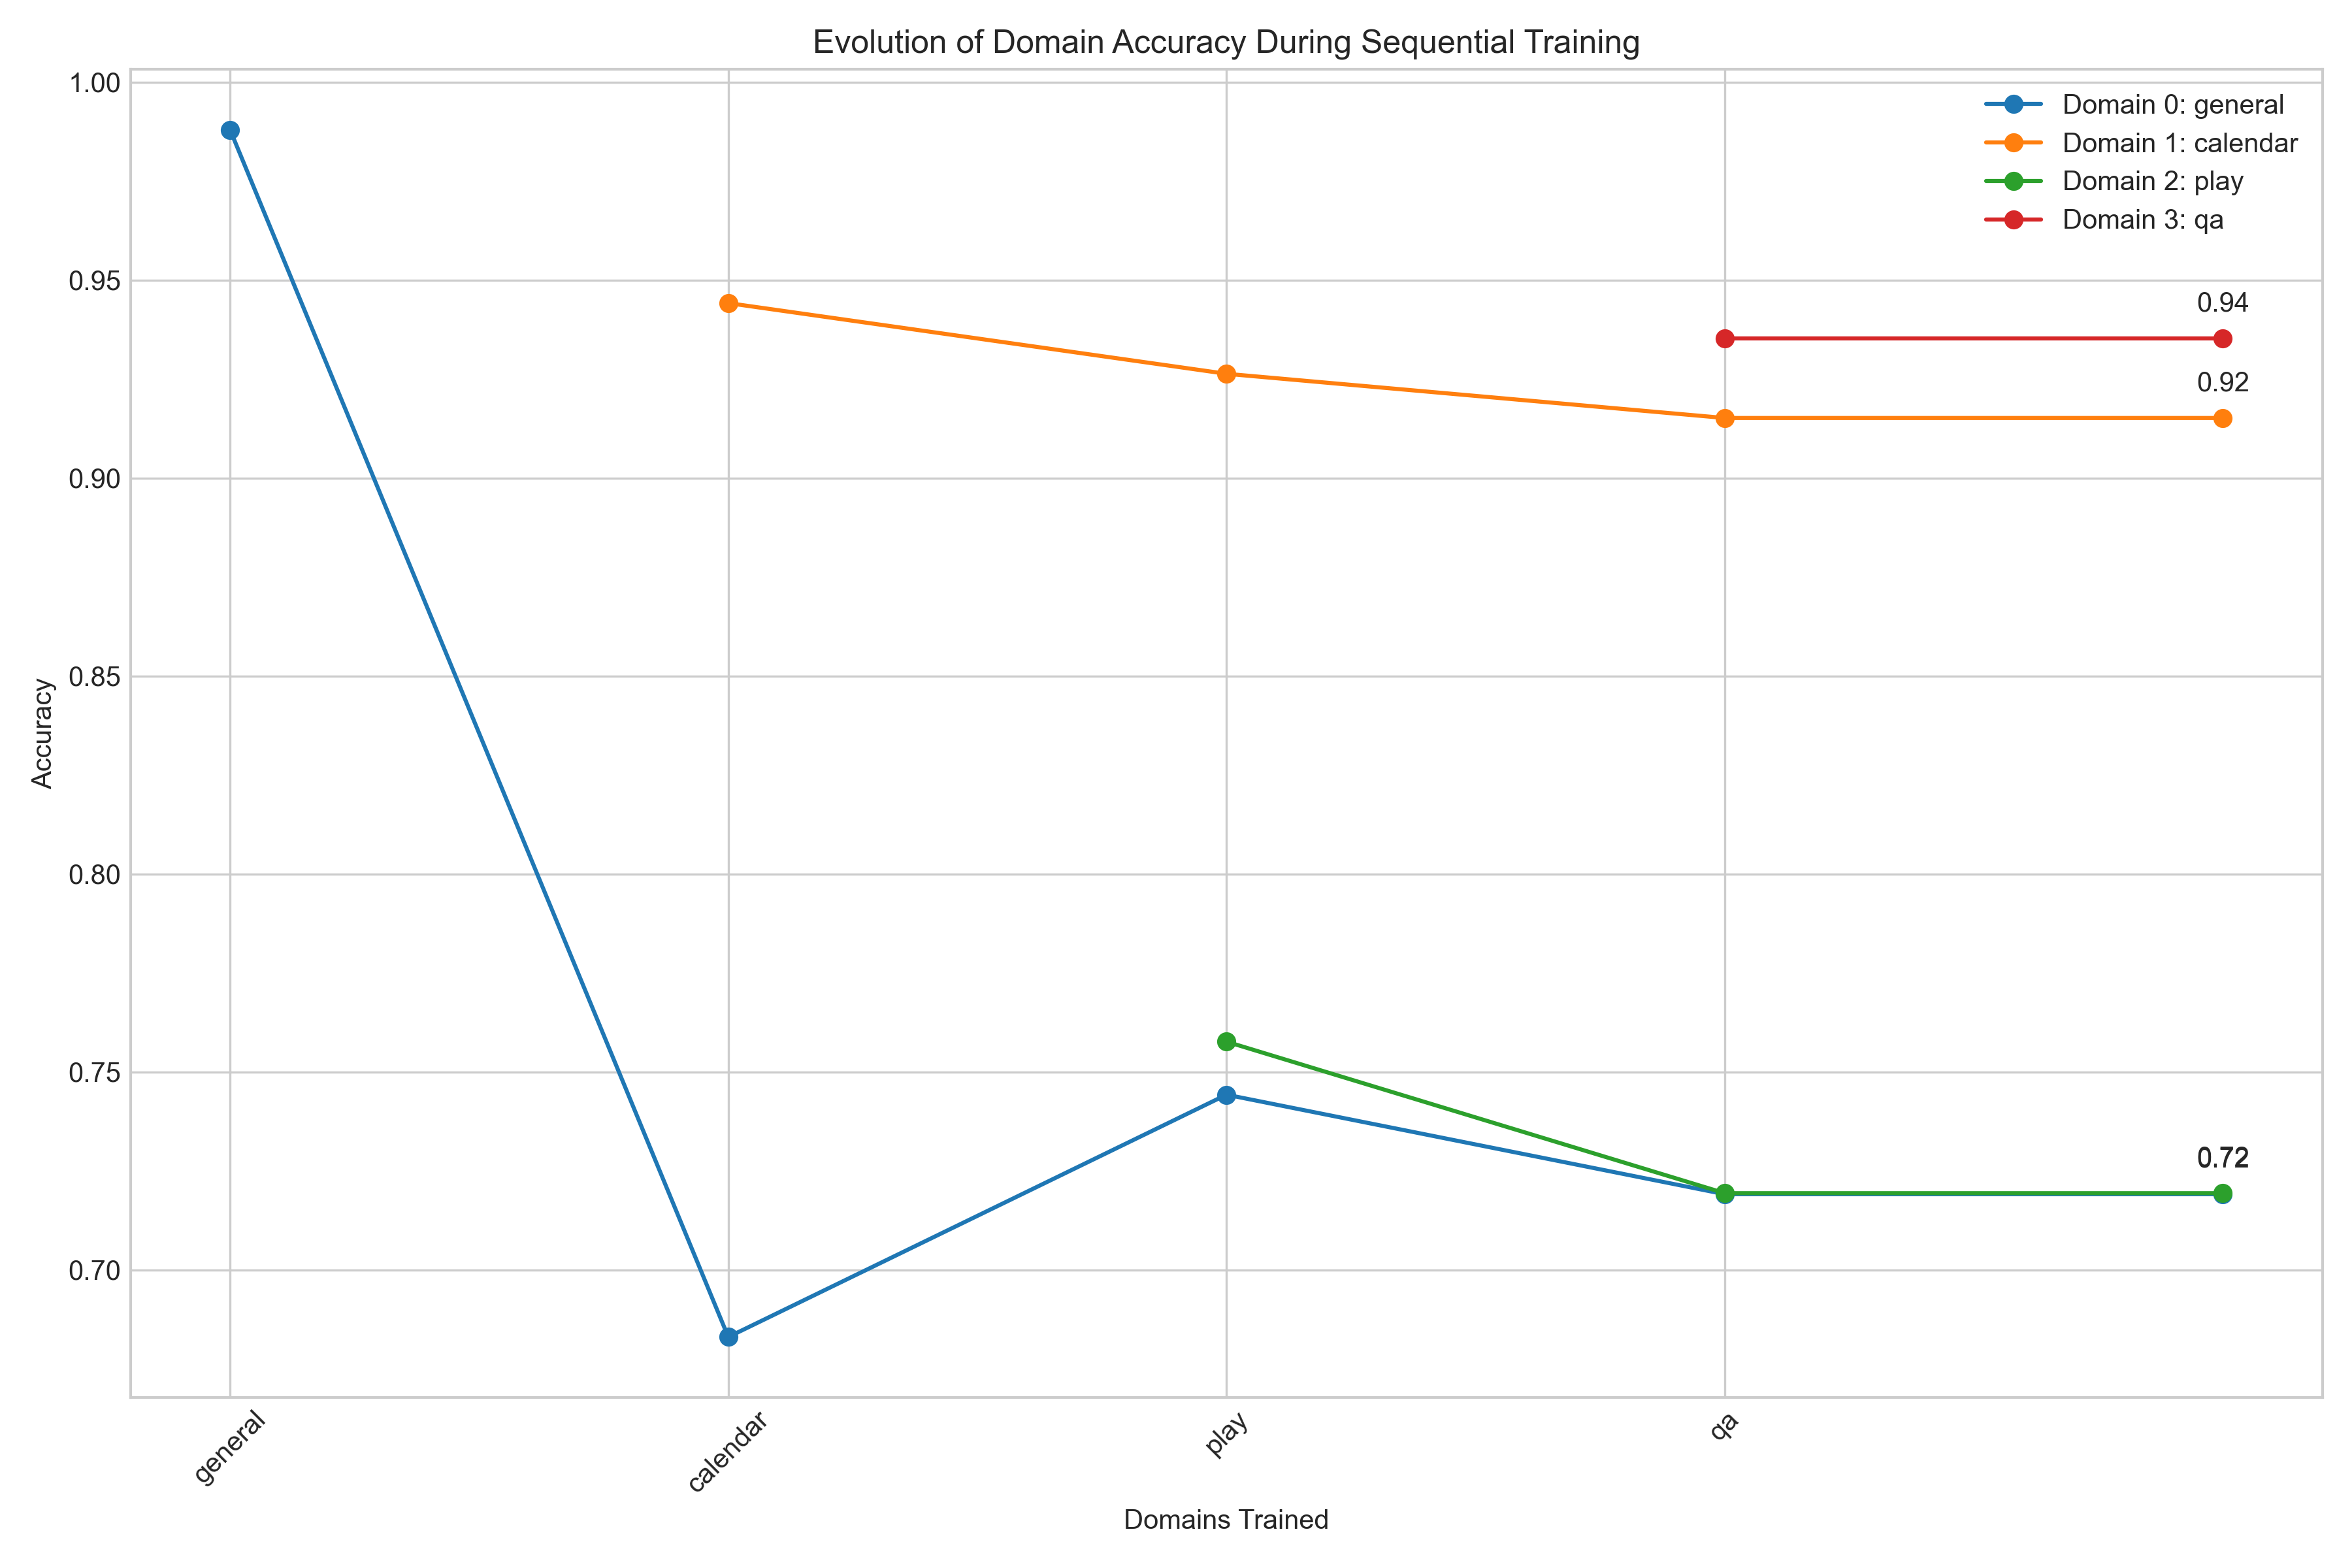 Evolution of Domain Accuracy During Sequential Training
1.00
0.95
0.90
0.85
0.80
0.75
0.70
Accuracy
Domain 0: general
Domain 1: calendar
Domain 2: play
Domain 3: qa
0.94
0.92
0.72
general
calendar
play
qa
Domains Trained